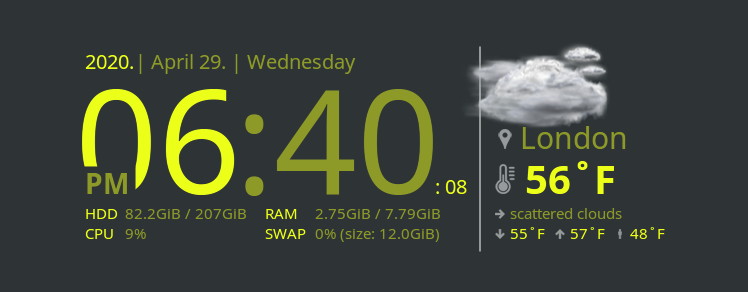 2020.| April 29. | Wednesday
06:40
PM
: 08
HDD 82.2GiB / 207GiB RAM 2.75GiB / 7.79GiB
CPU 9% SWAP 0% (size: 12.0GiB)
London
56˚F
scattered clouds
55˚F 57˚F 48˚F